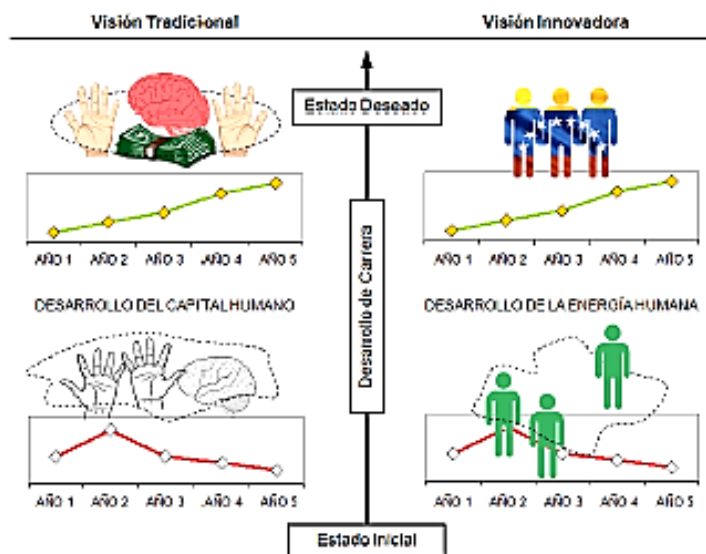 Visión Tradicional
Visión Innovadora
Estado Deseado
AÑO 1 AÑO 2 AÑO 3 AÑO 4 AÑO 5
AÑO 1 AÑO 2 AÑO 3 AÑO 4 AÑO 5
Desarrollo de Carrera
DESARROLLO DEL CAPITAL HUMANO
DESARROLLO DE LA ENERGÍA HUMANA
AÑO 1 AÑO 2 AÑO 3 AÑO 4 AÑO 5
AÑO 1 AÑO 2 AÑO 3 AÑO 4 AÑO 5
Estado Inicial